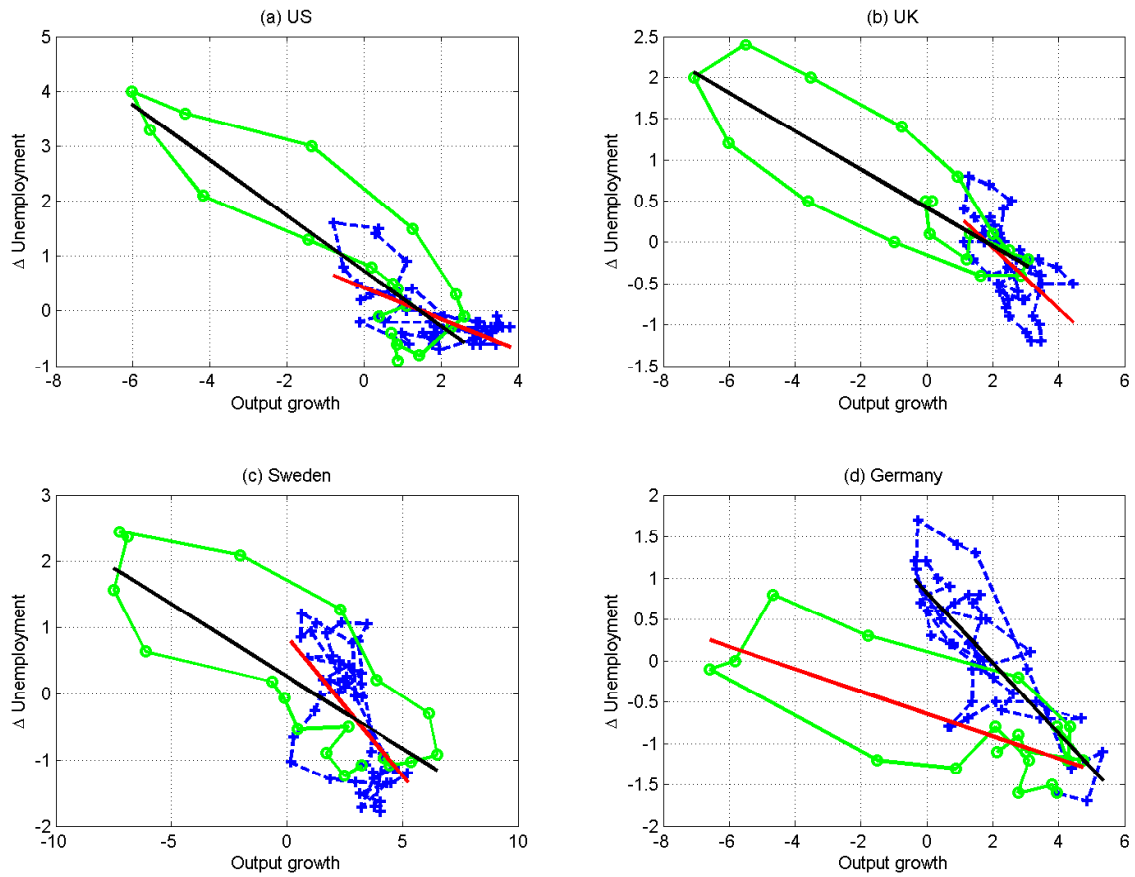 (a) US
5
4
3
2
1
0
-1
Δ Unemployment
-8 -6 -4 -2 0 2 4
Output growth
(b) UK
2.5
2
1.5
1
0.5
0
-0.5
-1
-1.5
Δ Unemployment
-8 -6 -4 -2 0 2 4 6
Output growth
(c) Sweden
3
2
1
0
-1
-2
Δ Unemployment
-10 -5 0 5 10
Output growth
(d) Germany
2
1.5
1
0.5
0
-0.5
-1
-1.5
-2
Δ Unemployment
-8 -6 -4 -2 0 2 4 6
Output growth